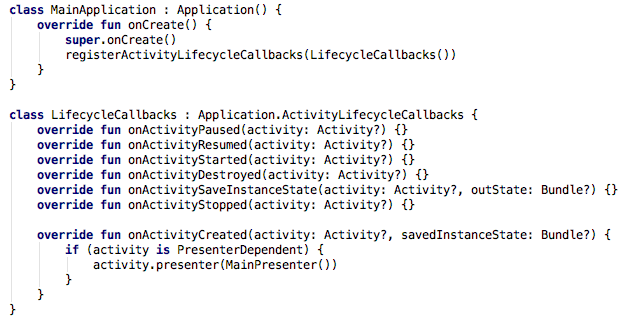 class MainApplication : Application() {
    override fun onCreate() {
        super.onCreate()
        registerActivityLifecycleCallbacks(LifecycleCallbacks())
    }
}

class LifecycleCallbacks : Application.ActivityLifecycleCallbacks {
    override fun onActivityPaused(activity: Activity?) {}
    override fun onActivityResumed(activity: Activity?) {}
    override fun onActivityStarted(activity: Activity?) {}
    override fun onActivityDestroyed(activity: Activity?) {}
    override fun onActivitySaveInstanceState(activity: Activity?, outState: Bundle?) {}
    override fun onActivityStopped(activity: Activity?) {}

    override fun onActivityCreated(activity: Activity?, savedInstanceState: Bundle?) {
        if (activity is PresenterDependent) {
            activity.presenter(MainPresenter())
        }
    }
}